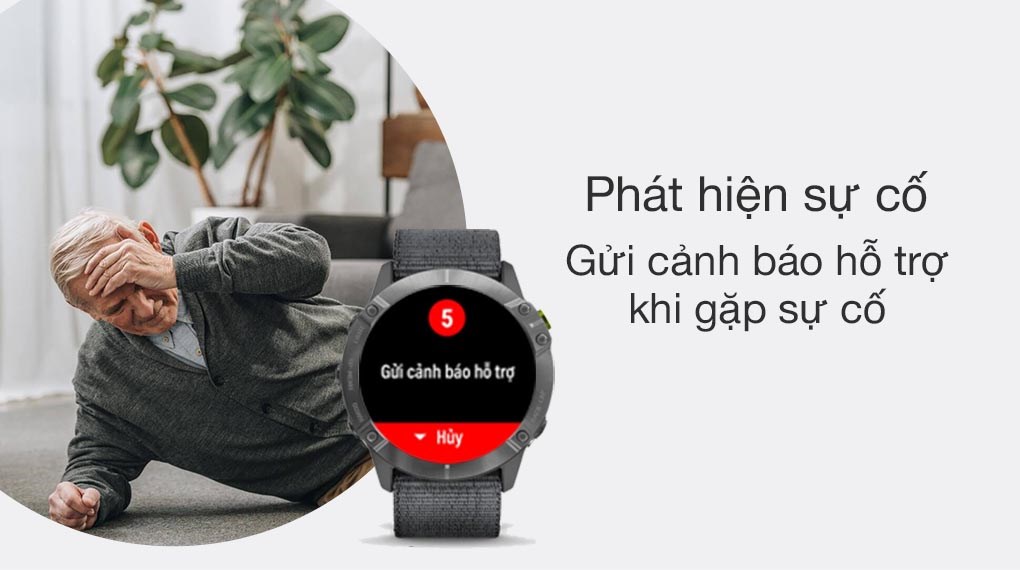 Phát hiện sự cố
Gửi cảnh báo hỗ trợ
khi gặp sự cố
5
Gửi cảnh báo hỗ trợ
Hủy